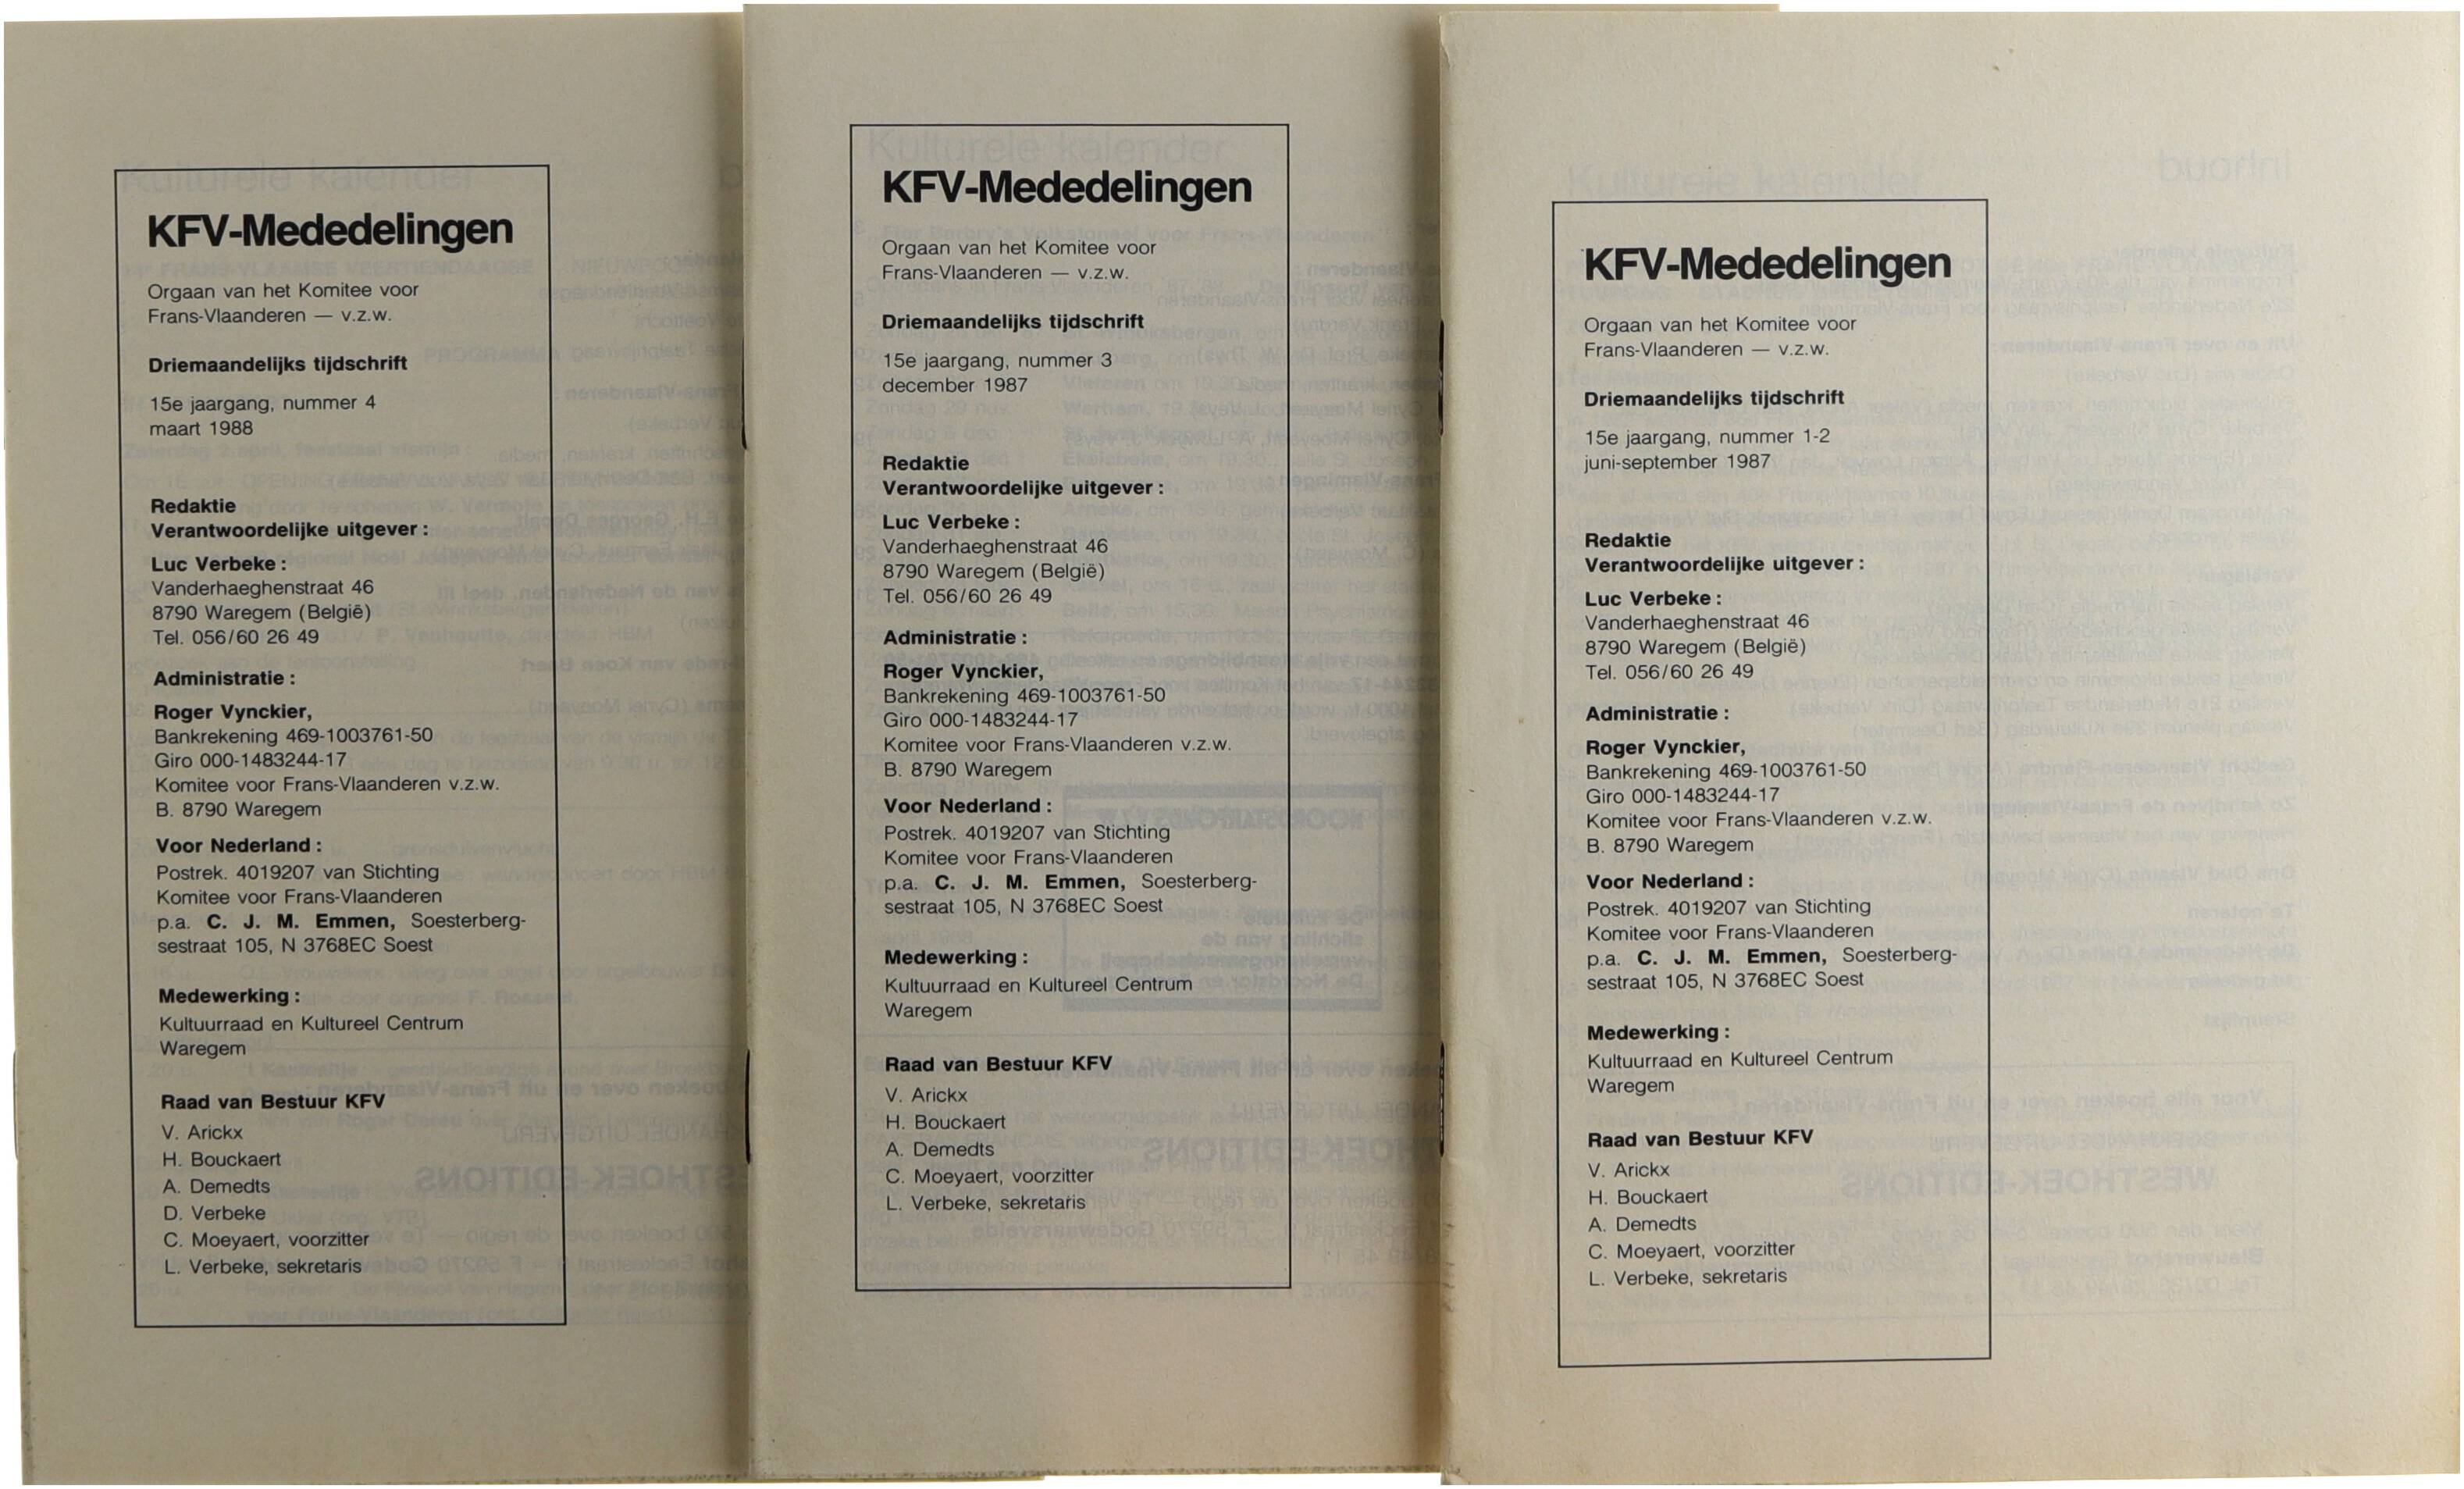 KFV-Mededelingen
Orgaan van het Komitee voor
Frans-Vlaanderen — v.z.w.
Driemaandelijks tijdschrift
15e jaargang, nummer 4
maart 1988
Redaktie
Verantwoordelijke uitgever :
Luc Verbeke :
Vanderhaeghenstraat 46
8790 Waregem (België)
Tel. 056/60 26 49
Administratie :
Roger Vynckier,
Bankrekening 469-1003761-50
Giro 000-1483244-17
Komitee voor Frans-Vlaanderen v.z.w.
B. 8790 Waregem
Voor Nederland :
Postrek. 4019207 van Stichting
Komitee voor Frans-Vlaanderen
p.a. C. J. M. Emmen, Soesterberg-
sestraat 105, N 3768EC Soest
Medewerking :
Kultuurraad en Kultureel Centrum
Waregem
Raad van Bestuur KFV
V. Arickx
H. Bouckaert
A. Demedts
D. Verbeke
C. Moeyaert, voorzitter
L. Verbeke, sekretaris
KFV-Mededelingen
Orgaan van het Komitee voor
Frans-Vlaanderen — v.z.w.
Driemaandelijks tijdschrift
15e jaargang, nummer 3
december 1987
Redaktie
Verantwoordelijke uitgever :
Luc Verbeke :
Vanderhaeghenstraat 46
8790 Waregem (België)
Tel. 056/60 26 49
Administratie :
Roger Vynckier,
Bankrekening 469-1003761-50
Giro 000-1483244-17
Komitee voor Frans-Vlaanderen v.z.w.
B. 8790 Waregem
Voor Nederland :
Postrek. 4019207 van Stichting
Komitee voor Frans-Vlaanderen
p.a. C. J. M. Emmen, Soesterberg-
sestraat 105, N 3768EC Soest
Medewerking :
Kultuurraad en Kultureel Centrum
Waregem
Raad van Bestuur KFV
V. Arickx
H. Bouckaert
A. Demedts
C. Moeyaert, voorzitter
L. Verbeke, sekretaris
KFV-Mededelingen
Orgaan van het Komitee voor
Frans-Vlaanderen — v.z.w.
Driemaandelijks tijdschrift
15e jaargang, nummer 1-2
juni-september 1987
Redaktie
Verantwoordelijke uitgever :
Luc Verbeke :
Vanderhaeghenstraat 46
8790 Waregem (België)
Tel. 056/60 26 49
Administratie :
Roger Vynckier,
Bankrekening 469-1003761-50
Giro 000-1483244-17
Komitee voor Frans-Vlaanderen v.z.w.
B. 8790 Waregem
Voor Nederland :
Postrek. 4019207 van Stichting
Komitee voor Frans-Vlaanderen
p.a. C. J. M. Emmen, Soesterberg-
sestraat 105, N 3768EC Soest
Medewerking :
Kultuurraad en Kultureel Centrum
Waregem
Raad van Bestuur KFV
V. Arickx
H. Bouckaert
A. Demedts
C. Moeyaert, voorzitter
L. Verbeke, sekretaris